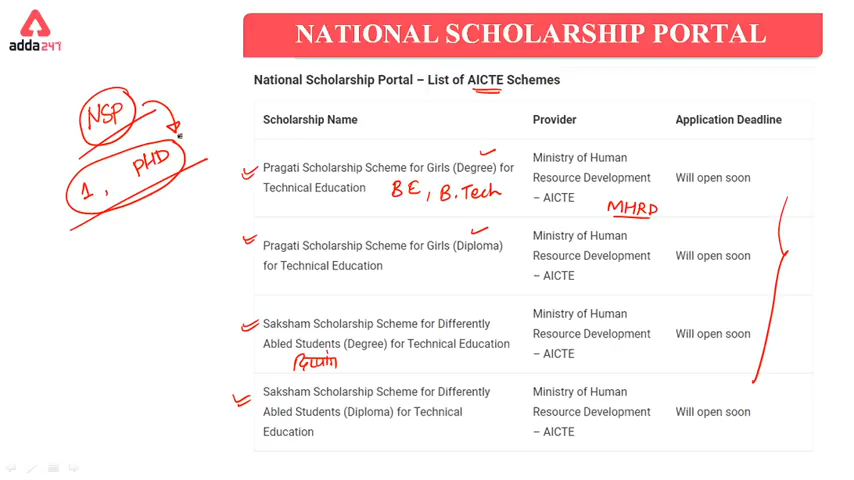 NATIONAL SCHOLARSHIP PORTAL
adda247
National Scholarship Portal – List of AICTE Schemes
Scholarship Name Provider Application Deadline
NSP
1, PHD
Pragati Scholarship Scheme for Girls (Degree) for
Technical Education
BE, B.Tech
Ministry of Human
Resource Development
– AICTE
MHRD
Will open soon
Pragati Scholarship Scheme for Girls (Diploma)
for Technical Education
Ministry of Human
Resource Development
– AICTE
Will open soon
Saksham Scholarship Scheme for Differently
Abled Students (Degree) for Technical Education
Ministry of Human
Resource Development
– AICTE
Will open soon
Saksham Scholarship Scheme for Differently
Abled Students (Diploma) for Technical
Education
Ministry of Human
Resource Development
– AICTE
Will open soon